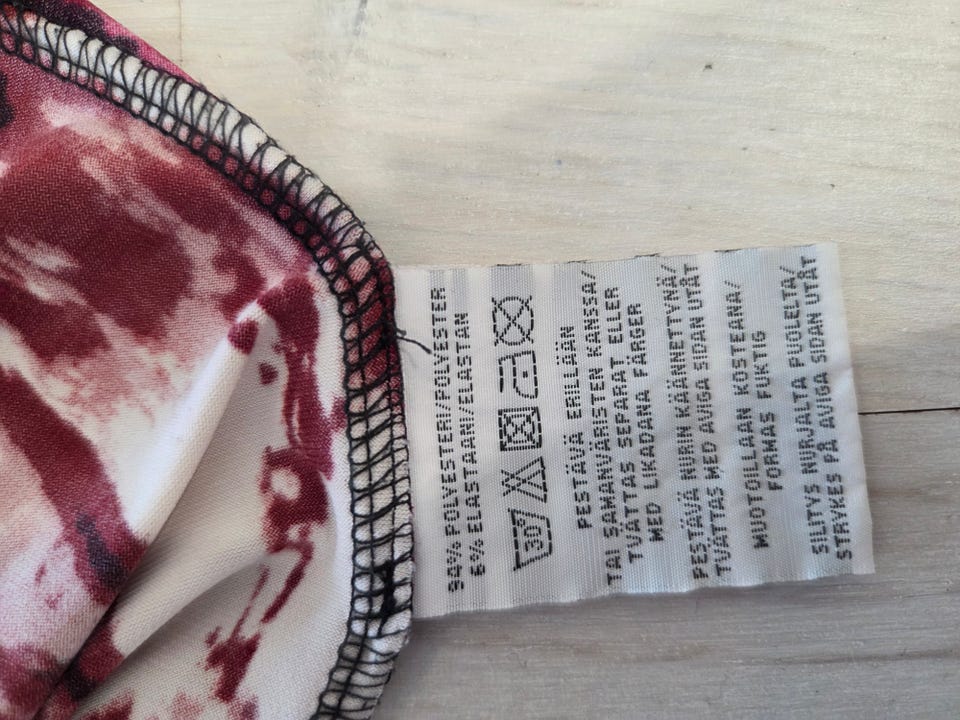 94% POLYESTERI/POLYESTER
6% ELASTAANI/ELASTAN
30
PESTÄVÄ ERILLÄÄN
TAI SAMANVÄRISTEN KANSSA/
TVÄTTAS SEPARAT ELLER
MED LIKADANA FÄRGER
PESTÄVÄ NURIN KÄÄNNETTYNÄ/
TVÄTTAS MED AVIGA SIDAN UTÅT
MUOTOILLAAN KOSTEANA/
FORMAS FUKTIG
SILITYS NURJALTA PUOLELTA/
STRYKES PÅ AVIGA SIDAN UTÅT